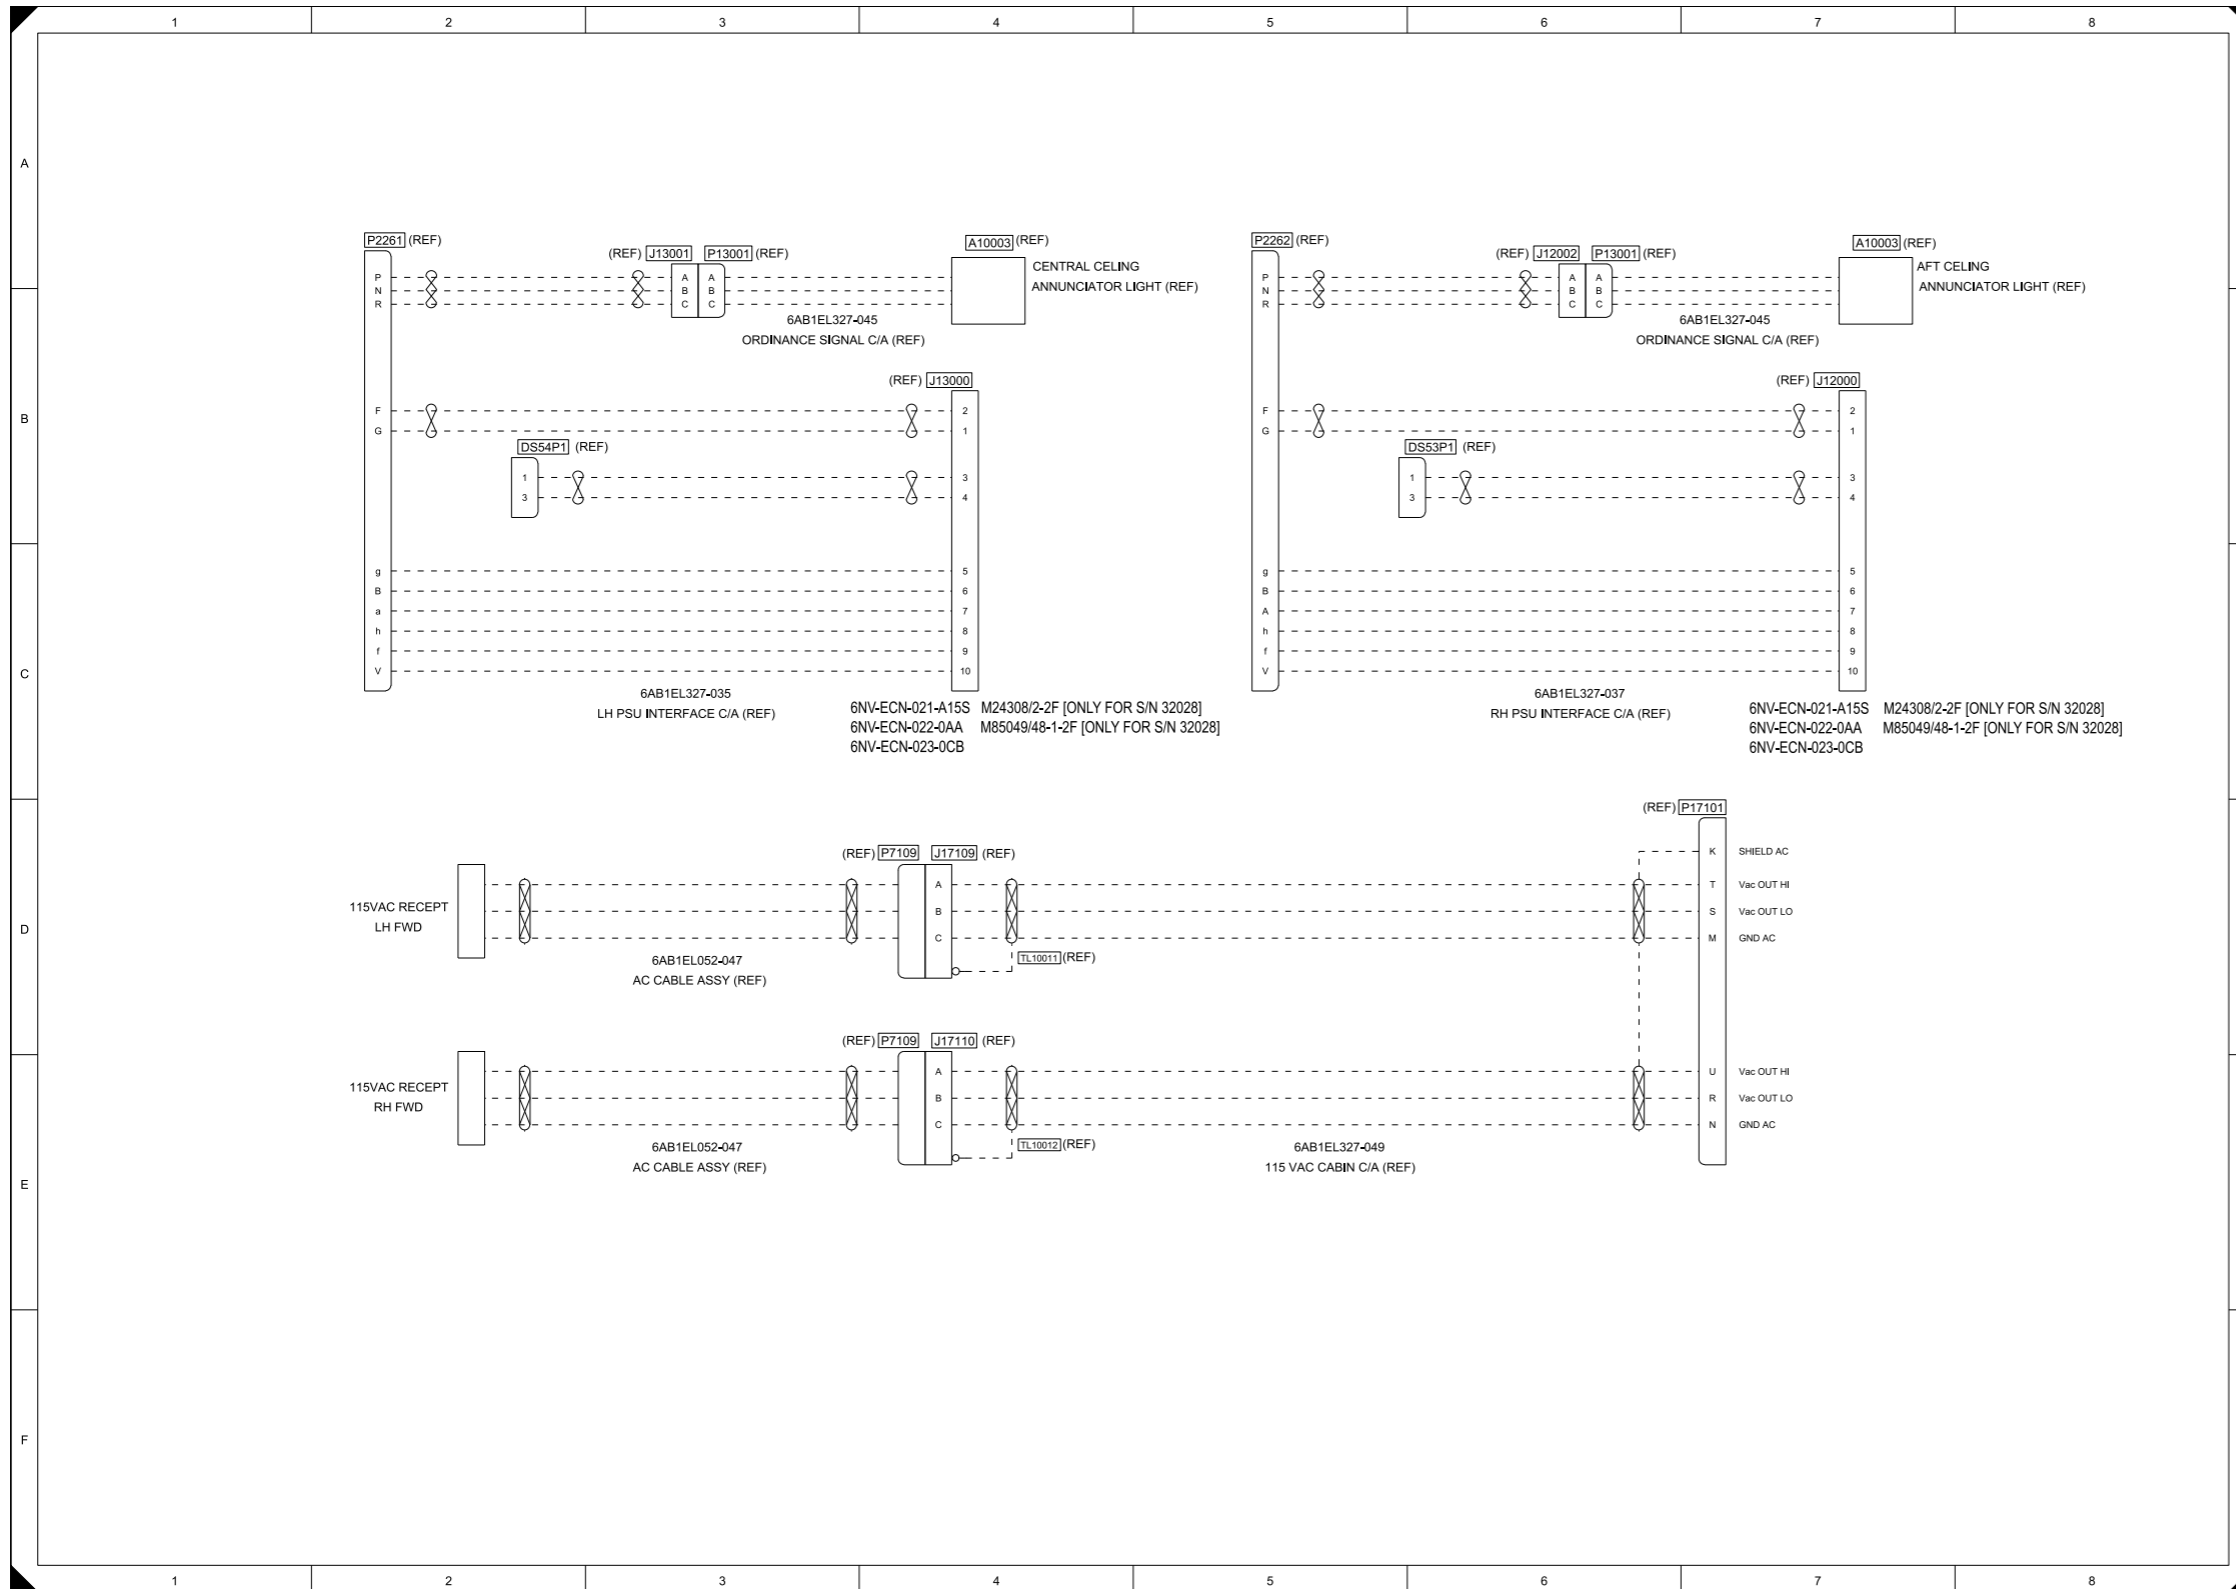 1 2 3 4 5 6 7 8
A
B
C
D
E
F
P2261 (REF)
P
N
R
F
G
g
B
a
h
f
V
(REF) J13001 P13001 (REF)
A A
B B
C C
6AB1EL327-045
ORDINANCE SIGNAL C/A (REF)
A10003 (REF)
CENTRAL CELING
ANNUNCIATOR LIGHT (REF)
(REF) J13000
2
1
3
4
5
6
7
8
9
10
DS54P1 (REF)
1
3
6AB1EL327-035
LH PSU INTERFACE C/A (REF)
6NV-ECN-021-A15S M24308/2-2F [ONLY FOR S/N 32028]
6NV-ECN-022-0AA M85049/48-1-2F [ONLY FOR S/N 32028]
6NV-ECN-023-0CB
P2262 (REF)
P
N
R
F
G
g
B
A
h
f
V
(REF) J12002 P13001 (REF)
A A
B B
C C
6AB1EL327-045
ORDINANCE SIGNAL C/A (REF)
A10003 (REF)
AFT CELING
ANNUNCIATOR LIGHT (REF)
(REF) J12000
2
1
3
4
5
6
7
8
9
10
DS53P1 (REF)
1
3
6AB1EL327-037
RH PSU INTERFACE C/A (REF)
6NV-ECN-021-A15S M24308/2-2F [ONLY FOR S/N 32028]
6NV-ECN-022-0AA M85049/48-1-2F [ONLY FOR S/N 32028]
6NV-ECN-023-0CB
115VAC RECEPT
LH FWD
6AB1EL052-047
AC CABLE ASSY (REF)
(REF) P7109 J17109 (REF)
A
B
C
TL10011 (REF)
(REF) P17101
K SHIELD AC
T Vac OUT HI
S Vac OUT LO
M GND AC
115VAC RECEPT
RH FWD
6AB1EL052-047
AC CABLE ASSY (REF)
(REF) P7109 J17110 (REF)
A
B
C
TL10012 (REF)
6AB1EL327-049
115 VAC CABIN C/A (REF)
U Vac OUT HI
R Vac OUT LO
N GND AC
1 2 3 4 5 6 7 8